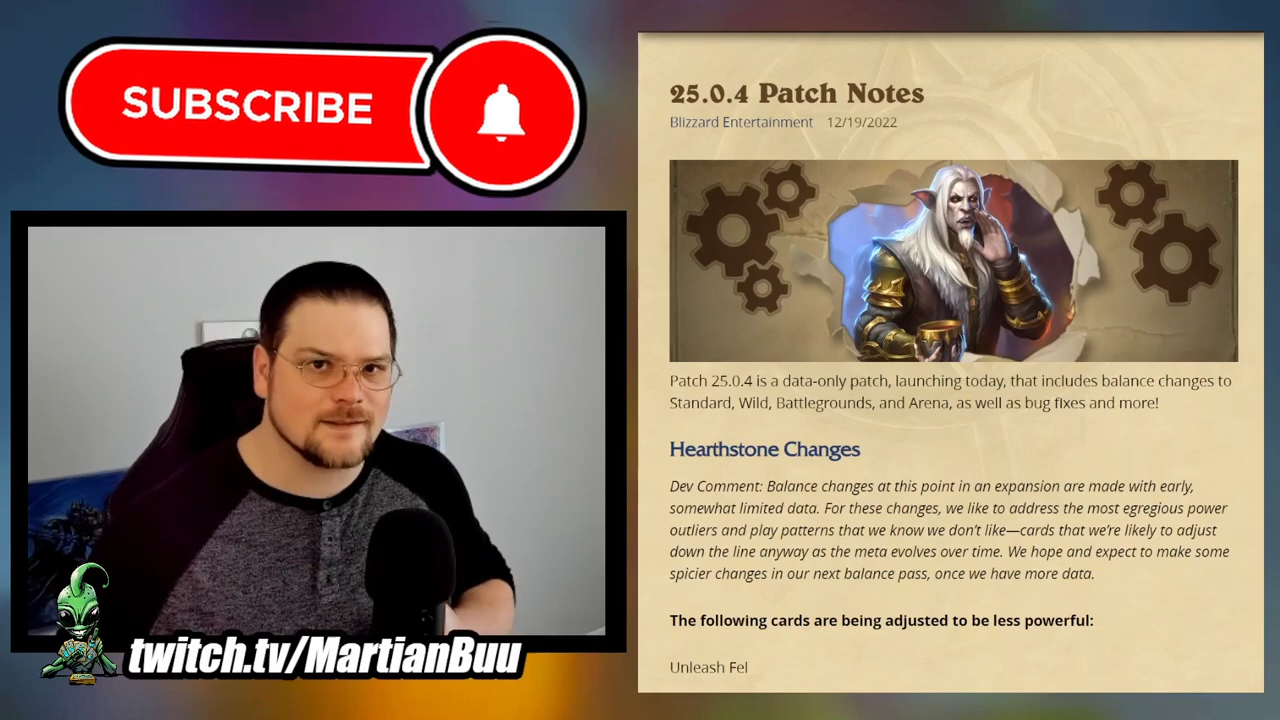 SUBSCRIBE
25.0.4 Patch Notes
Blizzard Entertainment 12/19/2022
Patch 25.0.4 is a data-only patch, launching today, that includes balance changes to
Standard, Wild, Battlegrounds, and Arena, as well as bug fixes and more!
Hearthstone Changes
Dev Comment: Balance changes at this point in an expansion are made with early,
somewhat limited data. For these changes, we like to address the most egregious power
outliers and play patterns that we know we don't like—cards that we're likely to adjust
down the line anyway as the meta evolves over time. We hope and expect to make some
spicier changes in our next balance pass, once we have more data.
The following cards are being adjusted to be less powerful:
Unleash Fel
twitch.tv/MartianBuu